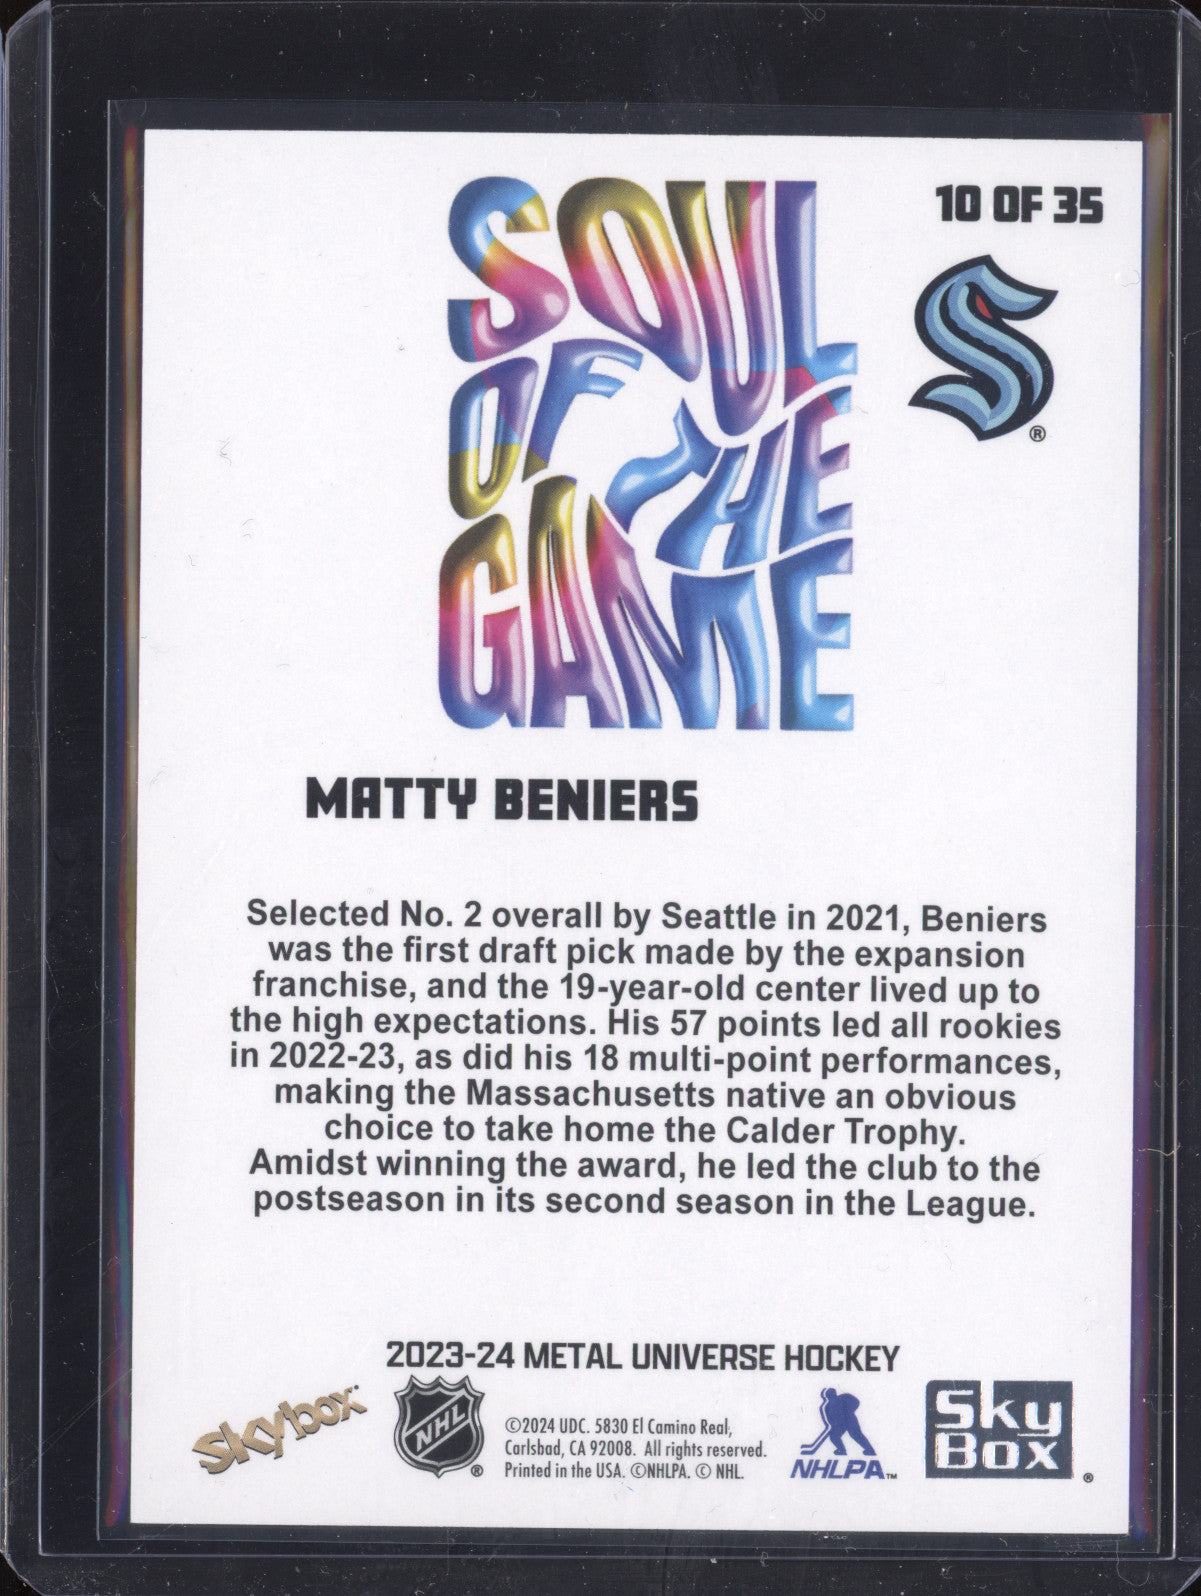 SOUL
OF THE
GAME
10 OF 35
®
MATTY BENIERS
Selected No. 2 overall by Seattle in 2021, Beniers
was the first draft pick made by the expansion
franchise, and the 19-year-old center lived up to
the high expectations. His 57 points led all rookies
in 2022-23, as did his 18 multi-point performances,
making the Massachusetts native an obvious
choice to take home the Calder Trophy.
Amidst winning the award, he led the club to the
postseason in its second season in the League.
2023-24 METAL UNIVERSE HOCKEY
skybox
NHL
®
©2024 UDC. 5830 El Camino Real,
Carlsbad, CA 92008. All rights reserved.
Printed in the USA. ©NHLPA. © NHL.
NHLPA™
Sky
Box
®